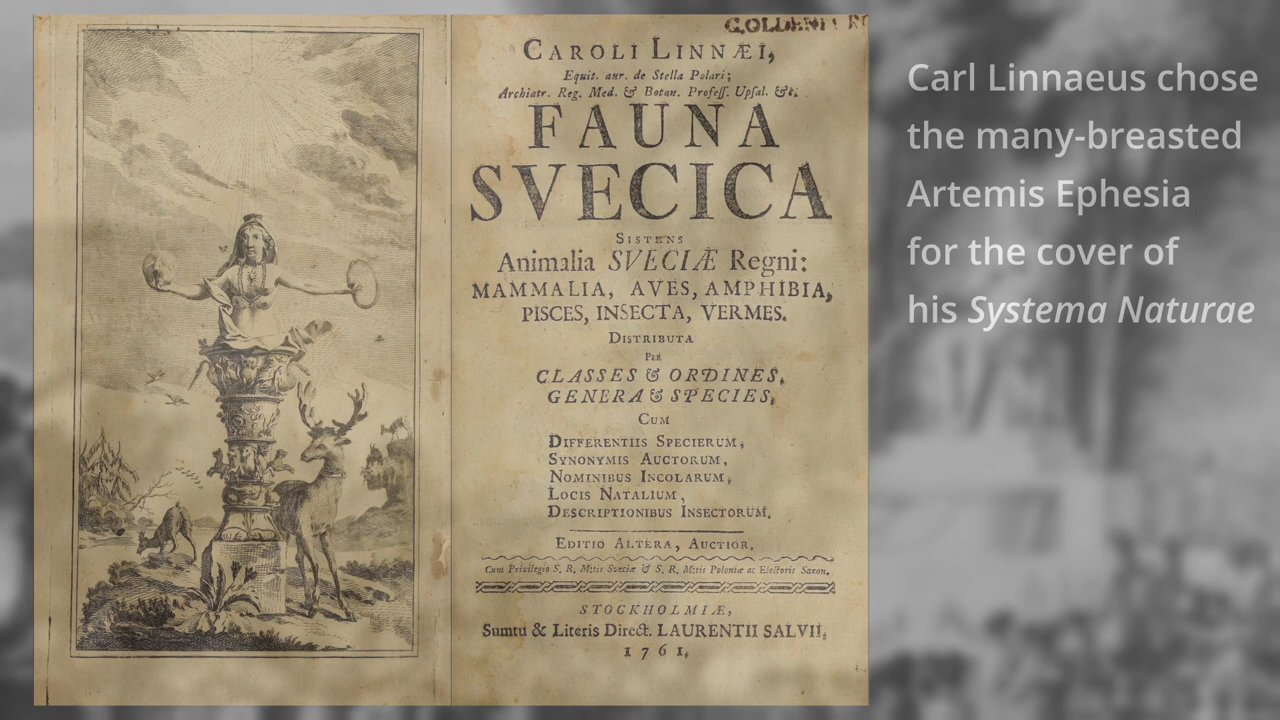 CAROLI LINNÆI,
Equit. aur. de Stella Polari;
Archiatr. Reg. Med. & Botan. Profess. Upsal. &c.
FAUNA
SVECICA
SISTENS
Animalia SVECIÆ Regni:
MAMMALIA, AVES, AMPHIBIA,
PISCES, INSECTA, VERMES.
DISTRIBUTA
PER
CLASSES & ORDINES,
GENERA & SPECIES,
CUM
DIFFERENTIIS SPECIERUM,
SYNONYMIS AUCTORUM,
NOMINIBUS INCOLARUM,
LOCIS NATALIUM,
DESCRIPTIONIBUS INSECTORUM.
EDITIO ALTERA, AUCTIOR.
Cum Privilegio S. R. M:tis Sveciæ & S. R. M:tis Poloniæ ac Electoris Saxon.
STOCKHOLMIÆ,
Sumtu & Literis Direct. LAURENTII SALVII,
1761.
Carl Linnaeus chose
the many-breasted
Artemis Ephesia
for the cover of
his Systema Naturae